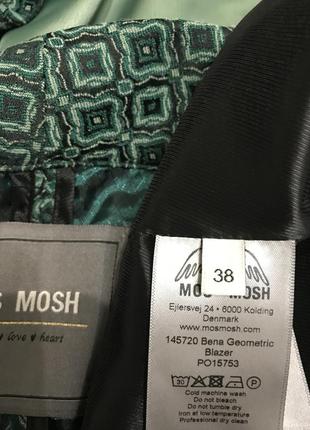 S MOSH
love
heart
38
MOS MOSH
Ejlersvej 24 • 6000 Kolding
Denmark
www.mosmosh.com
145720 Bena Geometric
Blazer
PO15753
30 P
Cold machine wash
Do not bleach
Do not tumble dry
Iron at low temperature
Professional dry clean